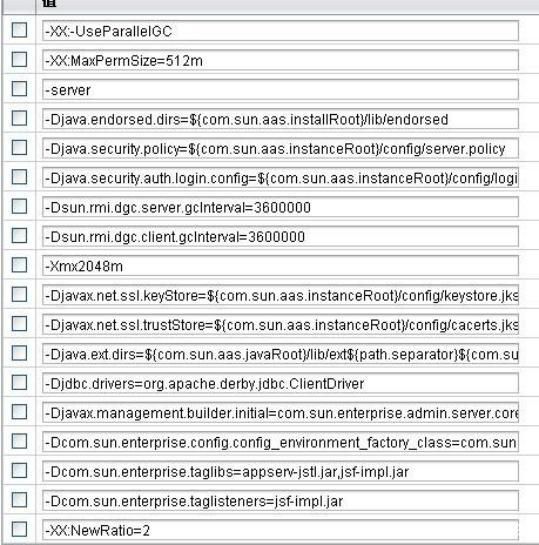 值
-XX:-UseParallelGC
-XX:MaxPermSize=512m
-server
-Djava.endorsed.dirs=${com.sun.aas.installRoot}/lib/endorsed
-Djava.security.policy=${com.sun.aas.instanceRoot}/config/server.policy
-Djava.security.auth.login.config=${com.sun.aas.instanceRoot}/config/logi
-Dsun.rmi.dgc.server.gcInterval=3600000
-Dsun.rmi.dgc.client.gcInterval=3600000
-Xmx2048m
-Djavax.net.ssl.keyStore=${com.sun.aas.instanceRoot}/config/keystore.jks
-Djavax.net.ssl.trustStore=${com.sun.aas.instanceRoot}/config/cacerts.jks
-Djava.ext.dirs=${com.sun.aas.javaRoot}/lib/ext${path.separator}${com.su
-Djdbc.drivers=org.apache.derby.jdbc.ClientDriver
-Djavax.management.builder.initial=com.sun.enterprise.admin.server.core
-Dcom.sun.enterprise.config.config_environment_factory_class=com.sun
-Dcom.sun.enterprise.taglibs=appserv-jstl.jar,jsf-impl.jar
-Dcom.sun.enterprise.taglisteners=jsf-impl.jar
-XX:NewRatio=2